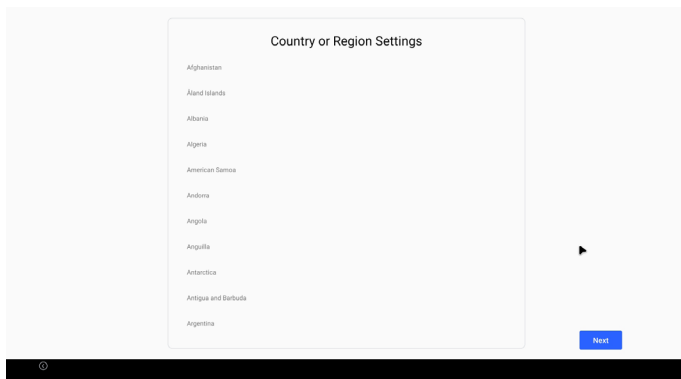 Country or Region Settings
Afghanistan
Åland Islands
Albania
Algeria
American Samoa
Andorra
Angola
Anguilla
Antarctica
Antigua and Barbuda
Argentina
Next